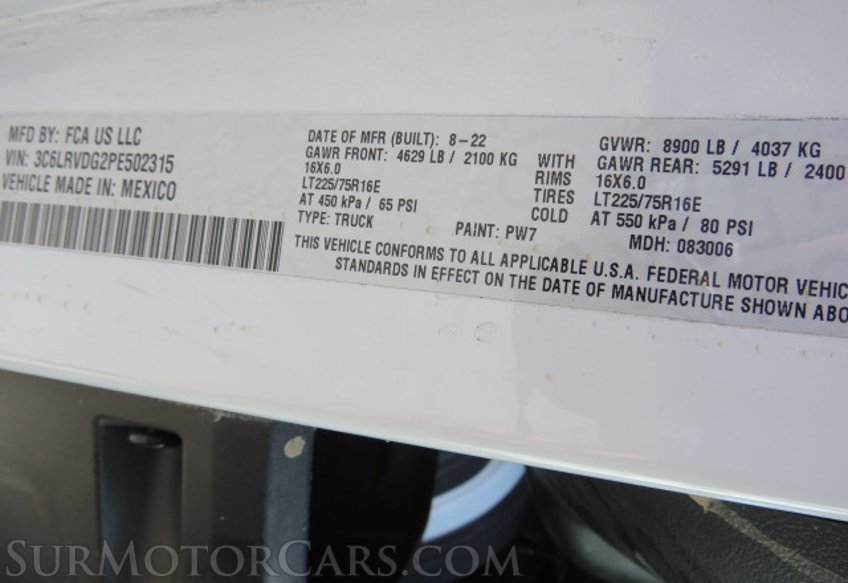 MFD BY: FCA US LLC
VIN: 3C6LRVDG2PE502315
VEHICLE MADE IN: MEXICO
DATE OF MFR (BUILT): 8-22 GVWR: 8900 LB / 4037 KG
GAWR FRONT: 4629 LB / 2100 KG WITH GAWR REAR: 5291 LB / 2400
16X6.0 RIMS 16X6.0
LT225/75R16E TIRES LT225/75R16E
AT 450 kPa / 65 PSI COLD AT 550 kPa / 80 PSI
TYPE: TRUCK PAINT: PW7 MDH: 083006
THIS VEHICLE CONFORMS TO ALL APPLICABLE U.S.A. FEDERAL MOTOR VEHIC
STANDARDS IN EFFECT ON THE DATE OF MANUFACTURE SHOWN ABO
SurMotorCars.com